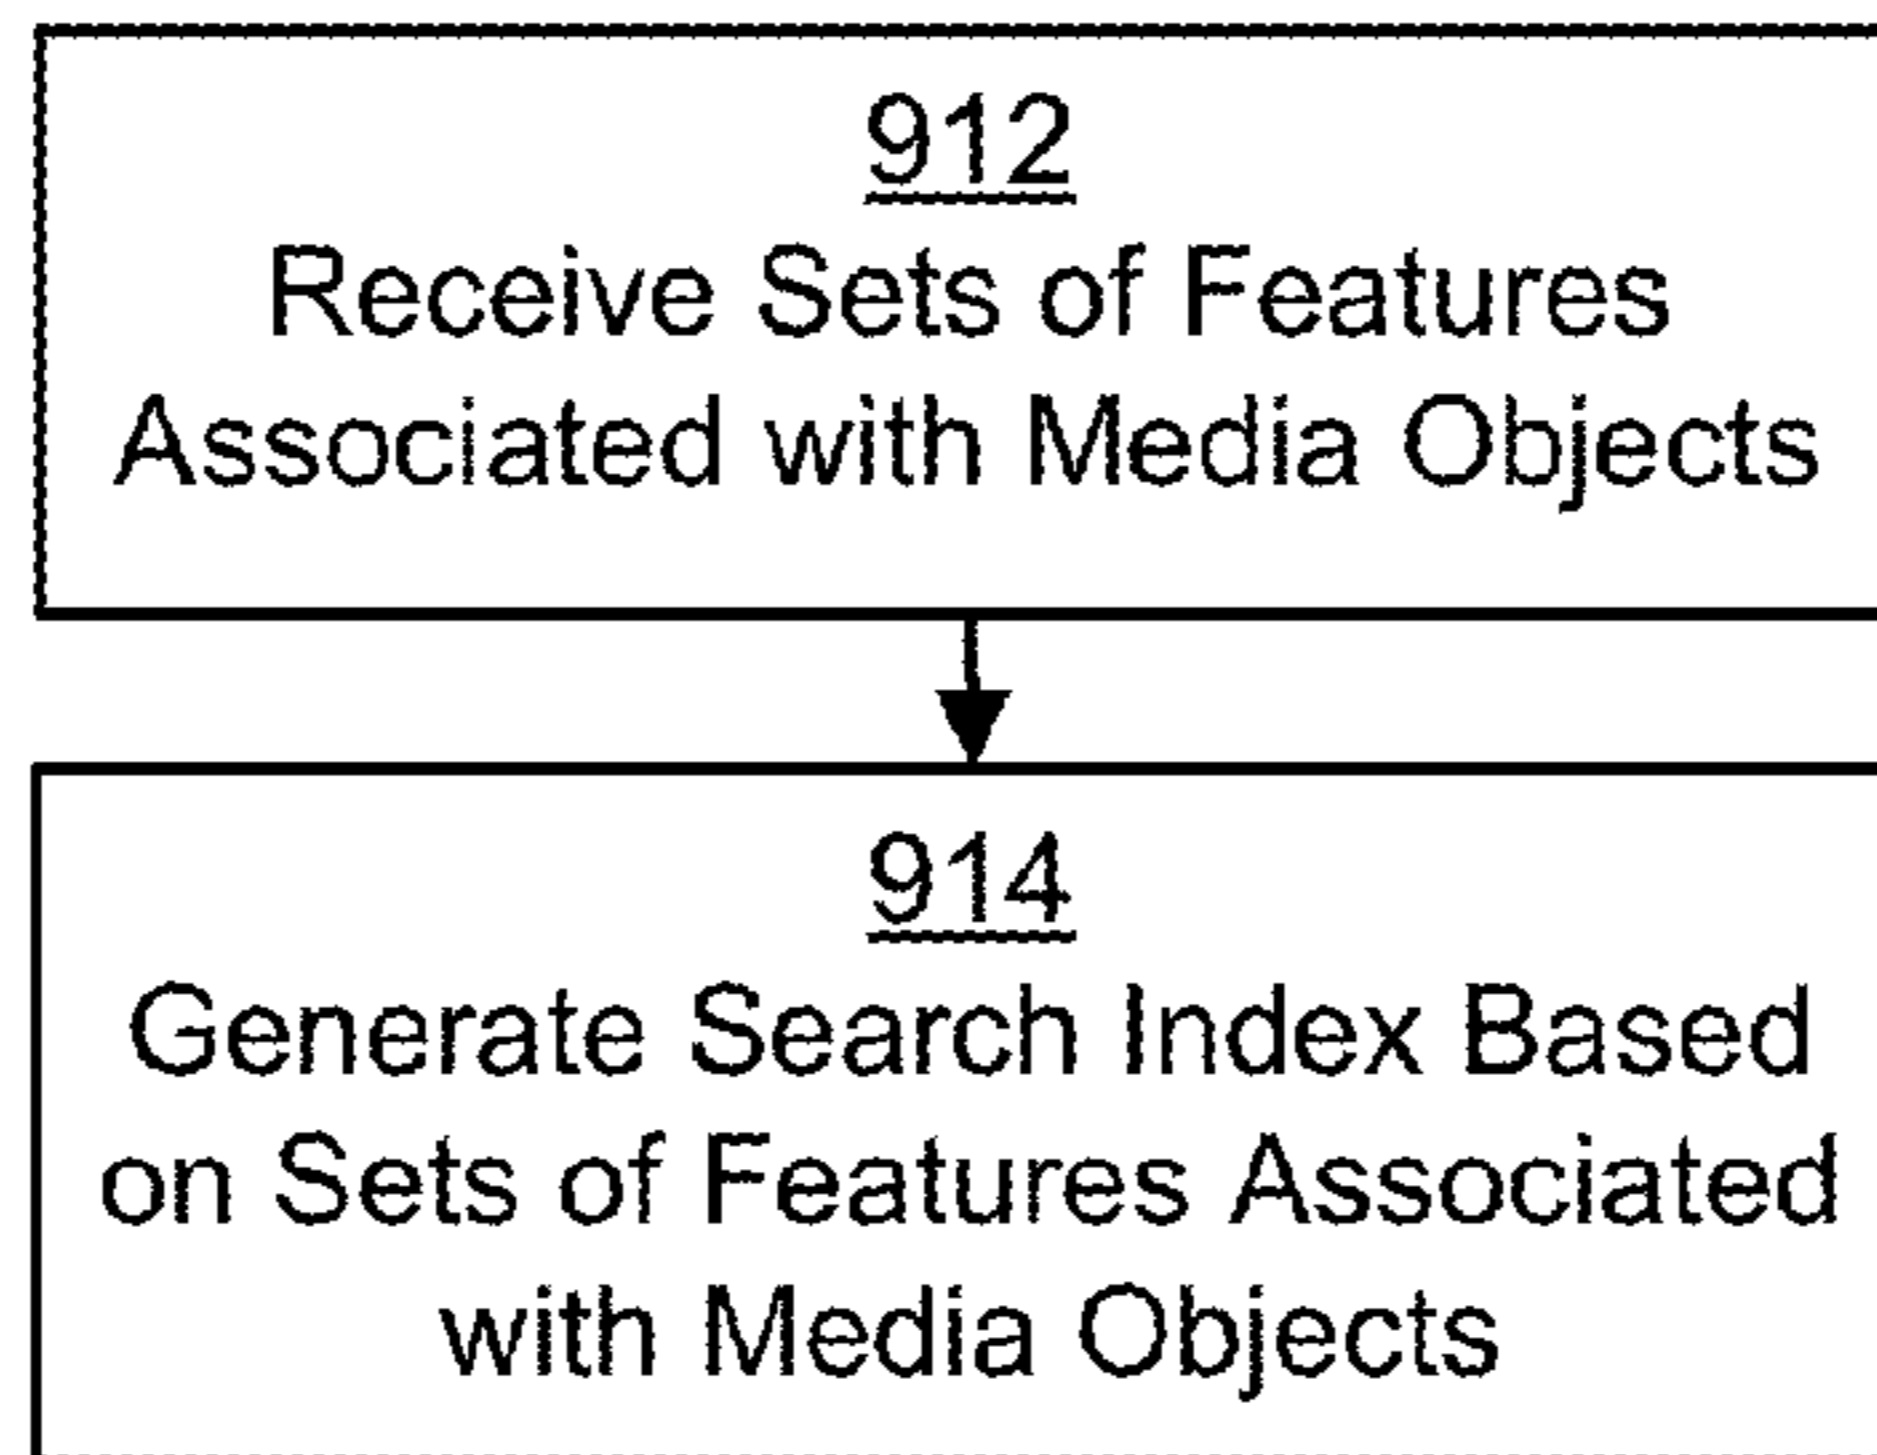 912
Receive Sets of Features
Associated with Media Objects
914
Generate Search Index Based
on Sets of Features Associated
with Media Objects